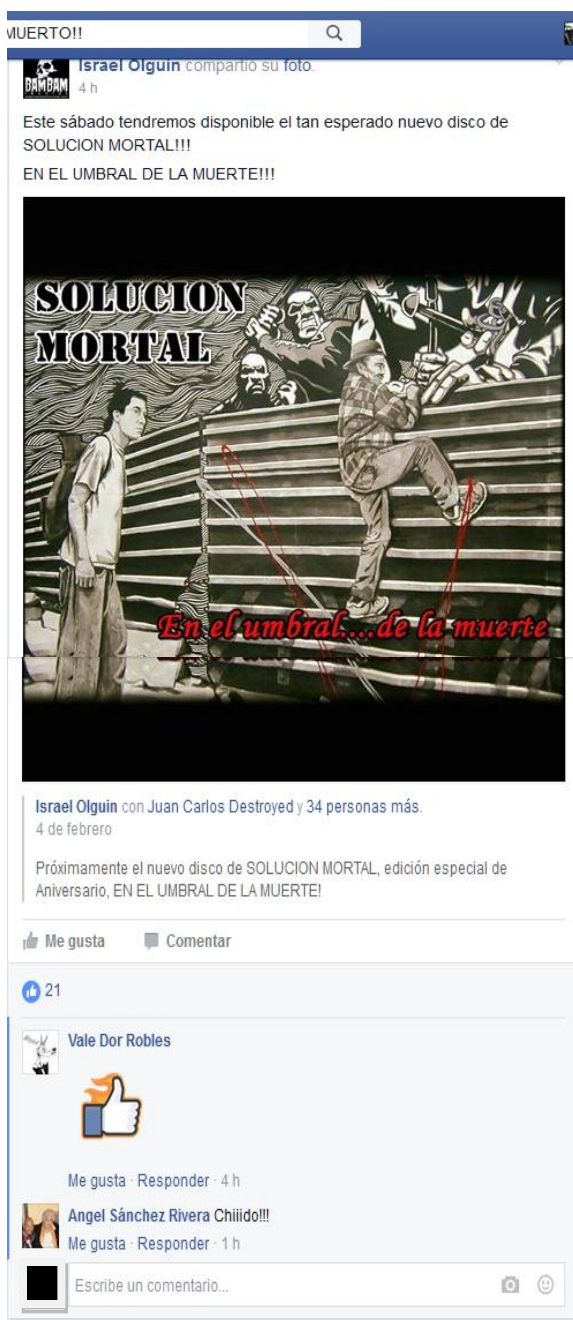 MUERTO!!
Israel Olguin compartió su foto.
BAMBAM
4 h
Este sábado tendremos disponible el tan esperado nuevo disco de
SOLUCION MORTAL!!!
EN EL UMBRAL DE LA MUERTE!!!
SOLUCION
MORTAL
En el umbral....de la muerte
Israel Olguin con Juan Carlos Destroyed y 34 personas más.
4 de febrero
Próximamente el nuevo disco de SOLUCION MORTAL, edición especial de
Aniversario, EN EL UMBRAL DE LA MUERTE!
Me gusta Comentar
21
Vale Dor Robles
Me gusta · Responder · 4 h
Angel Sánchez Rivera Chiiido!!!
Me gusta · Responder · 1 h
Escribe un comentario...